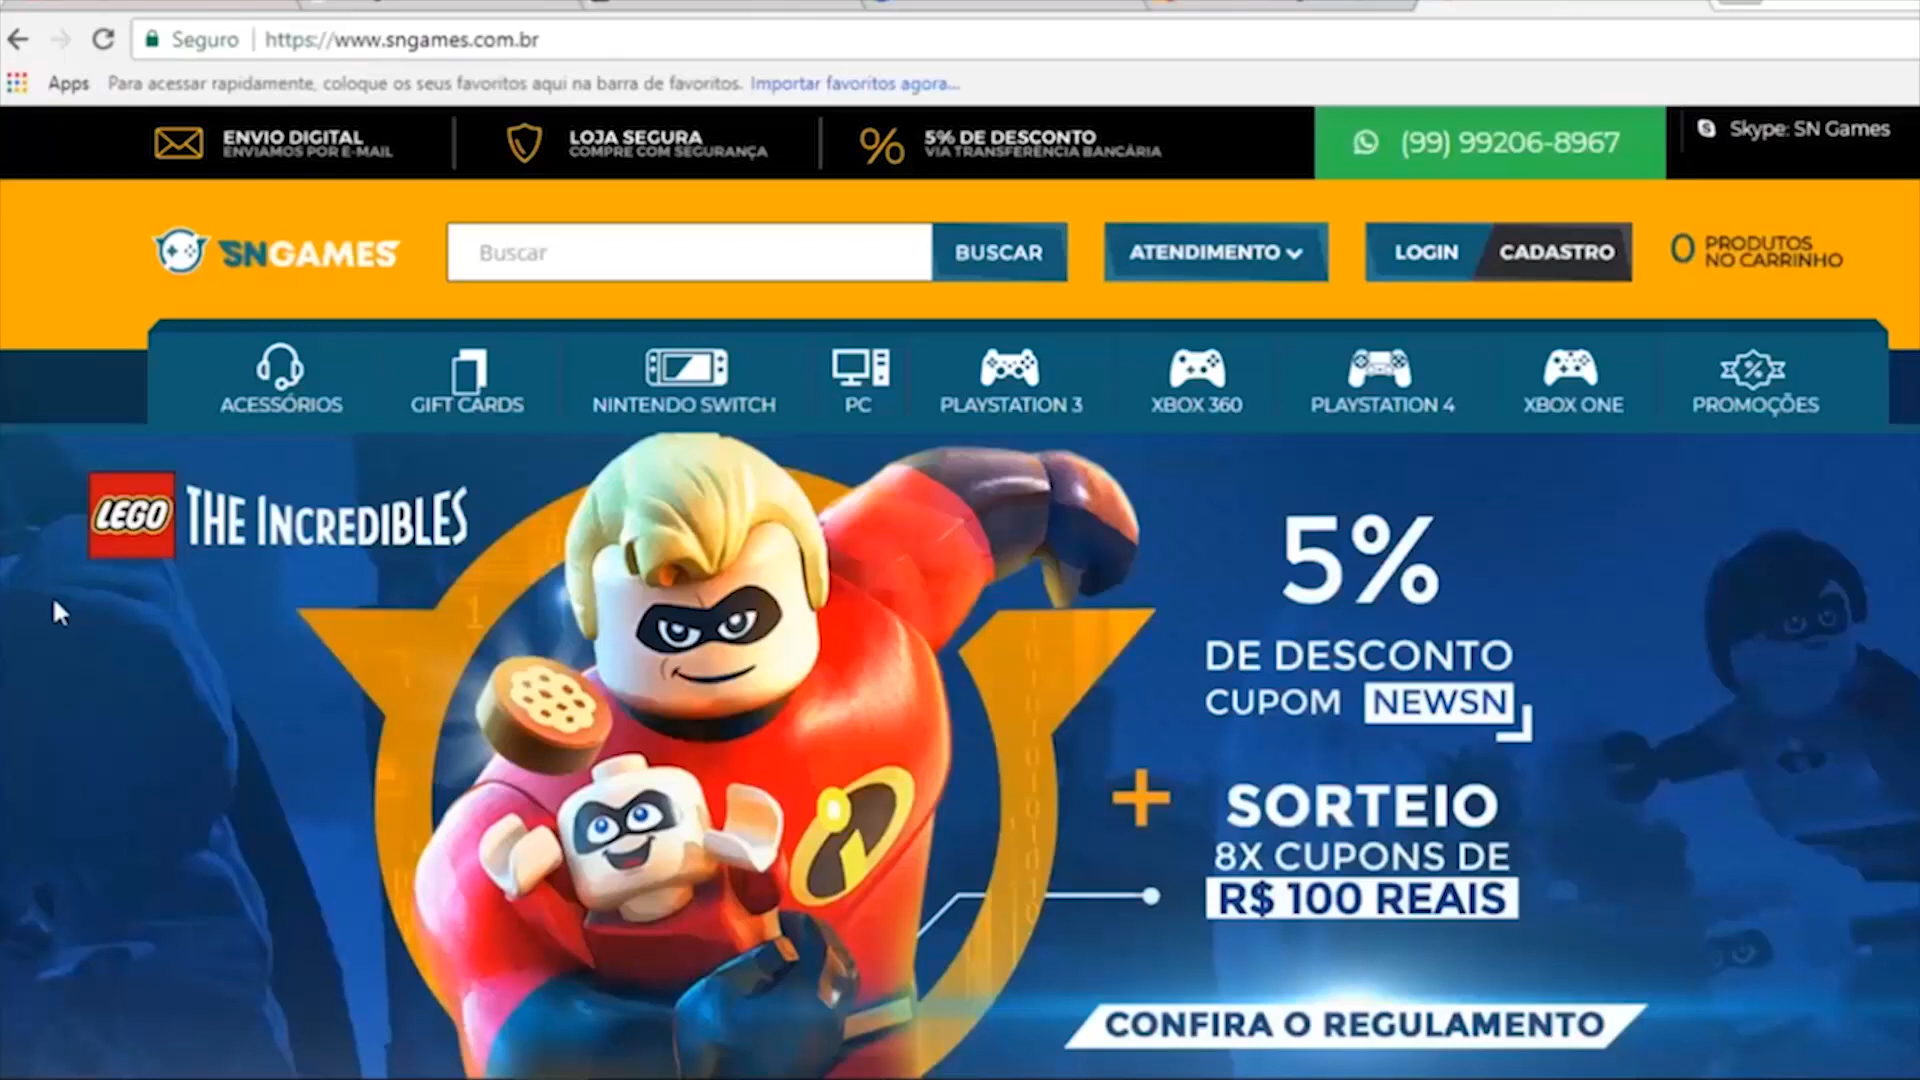 Seguro | https://www.sngames.com.br
Apps Para acessar rapidamente, coloque os seus favoritos aqui na barra de favoritos. Importar favoritos agora...
ENVIO DIGITAL
ENVIAMOS POR E-MAIL
LOJA SEGURA
COMPRE COM SEGURANÇA
5% DE DESCONTO
VIA TRANSFERÊNCIA BANCÁRIA
(99) 99206-8967
Skype: SN Games
SNGAMES
Buscar
BUSCAR
ATENDIMENTO
LOGIN
CADASTRO
0 PRODUTOS
NO CARRINHO
ACESSÓRIOS
GIFT CARDS
NINTENDO SWITCH
PC
PLAYSTATION 3
XBOX 360
PLAYSTATION 4
XBOX ONE
PROMOÇÕES
LEGO THE INCREDIBLES
5%
DE DESCONTO
CUPOM NEWSN
+ SORTEIO
8X CUPONS DE
R$ 100 REAIS
CONFIRA O REGULAMENTO